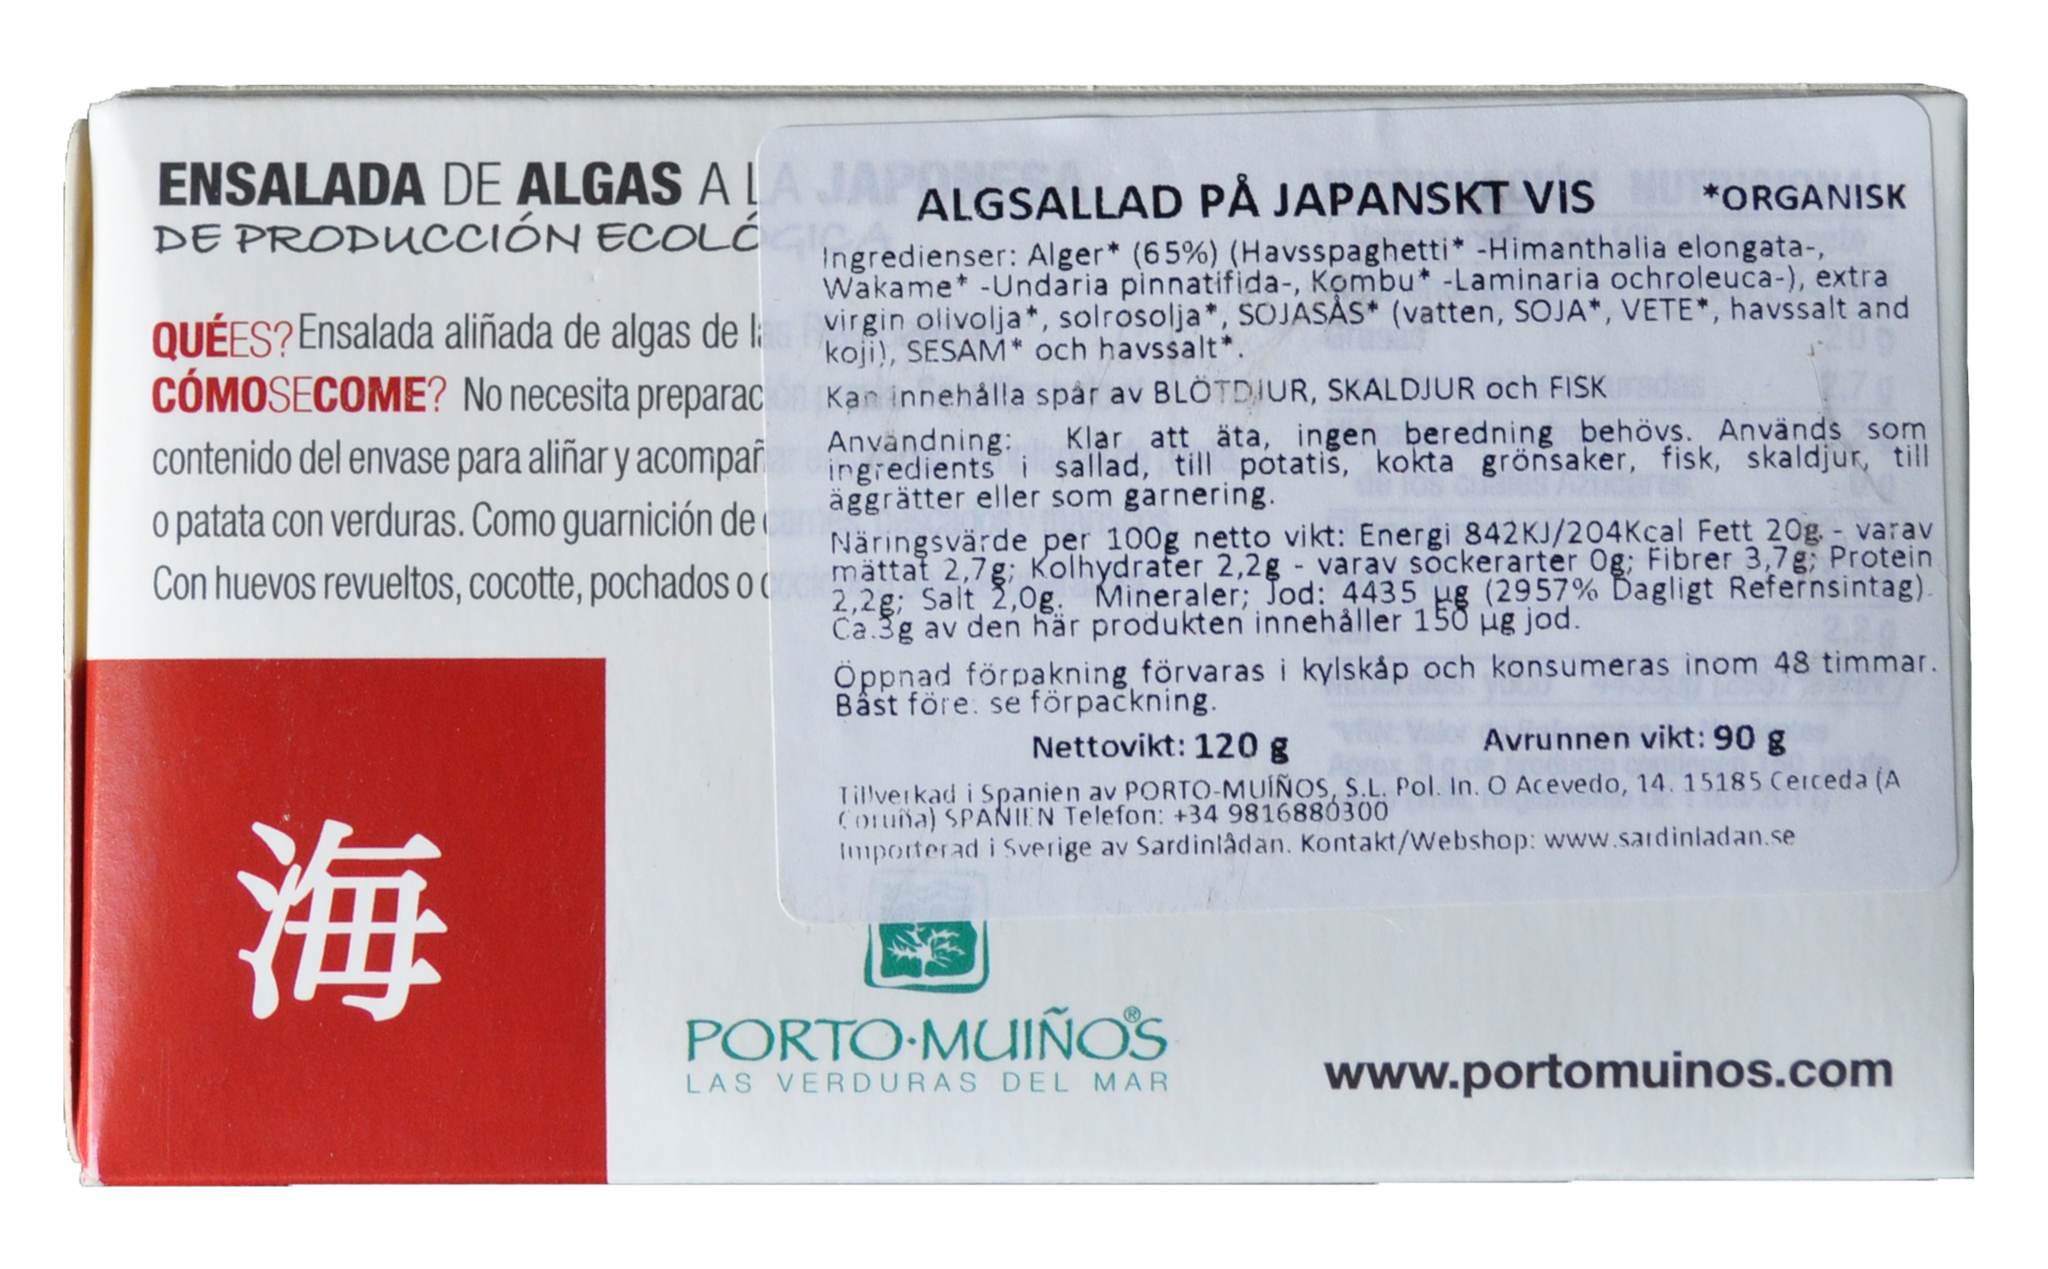 ENSALADA DE ALGAS A LA JAPONESA
DE PRODUCCIÓN ECOLÓGICA
QUÉES? Ensalada aliñada de algas de las
CÓMOSECOME? No necesita preparación
contenido del envase para aliñar y acompañar
o patata con verduras. Como guarnición de carnes, pescados y
Con huevos revueltos, cocotte, pochados o
海
ALGSALLAD PÅ JAPANSKT VIS *ORGANISK
Ingredienser: Alger* (65%) (Havsspaghetti* -Himanthalia elongata-,
Wakame* -Undaria pinnatifida-, Kombu* -Laminaria ochroleuca-), extra
virgin olivolja*, solrosolja*, SOJASÅS* (vatten, SOJA*, VETE*, havssalt and
koji), SESAM* och havssalt*.
Kan innehålla spår av BLÖTDJUR, SKALDJUR och FISK
Användning: Klar att äta, ingen beredning behövs. Används som
ingredients i sallad, till potatis, kokta grönsaker, fisk, skaldjur, till
äggrätter eller som garnering.
Näringsvärde per 100g netto vikt: Energi 842KJ/204Kcal Fett 20g - varav
mättat 2,7g; Kolhydrater 2,2g - varav sockerarter 0g; Fibrer 3,7g; Protein
2,2g; Salt 2,0g. Mineraler; Jod: 4435 µg (2957% Dagligt Refernsintag).
Ca.3g av den här produkten innehåller 150 µg jod.
Öppnad förpakning förvaras i kylskåp och konsumeras inom 48 timmar.
Bäst före: se förpackning.
Nettovikt: 120 g Avrunnen vikt: 90 g
Tillverkad i Spanien av PORTO-MUIÑOS, S.L. Pol. In. O Acevedo, 14. 15185 Cerceda (A
Coruña) SPANIEN Telefon: +34 9816880300
Importerad i Sverige av Sardinlådan. Kontakt/Webshop: www.sardinladan.se
PORTO·MUIÑOS®
LAS VERDURAS DEL MAR
www.portomuinos.com